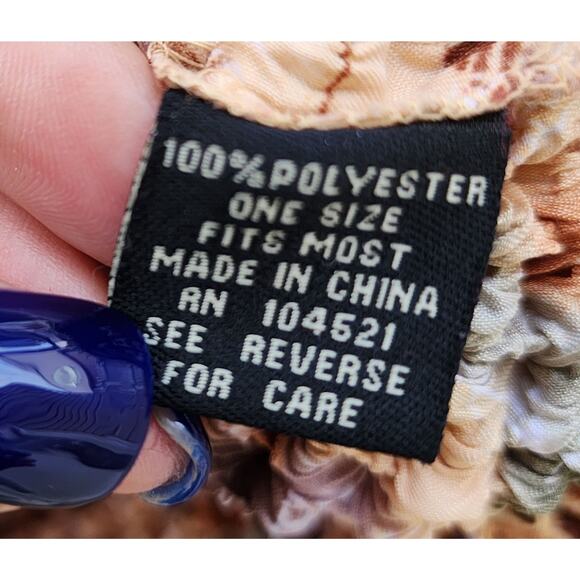 100% POLYESTER
ONE SIZE
FITS MOST
MADE IN CHINA
RN 104521
SEE REVERSE
FOR CARE